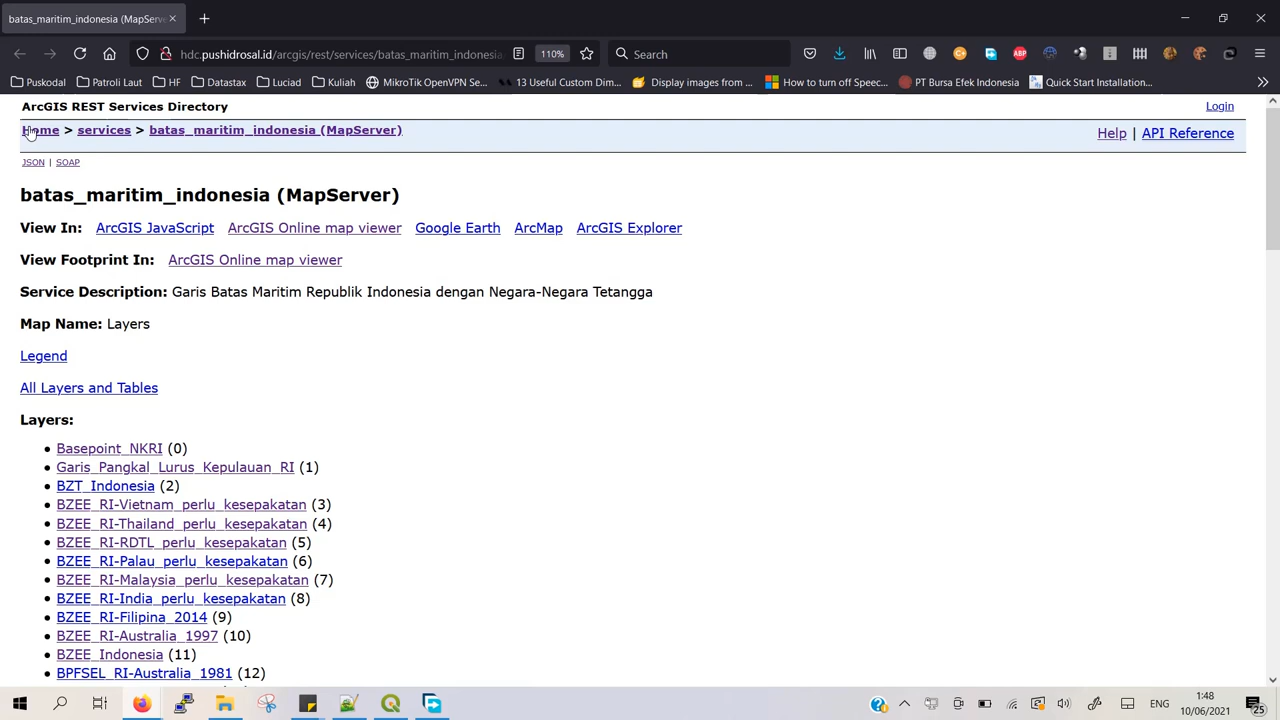 batas_maritim_indonesia (MapServe
hdc.pushidrosal.id/arcgis/rest/services/batas_maritim_indonesia
110%
Search
Puskodal
Patroli Laut
HF
Datastax
Luciad
Kuliah
MikroTik OpenVPN Se...
13 Useful Custom Dim...
Display images from ...
How to turn off Speec...
PT Bursa Efek Indonesia
Quick Start Installation...
ArcGIS REST Services Directory
Login
Home > services > batas_maritim_indonesia (MapServer)
Help | API Reference
JSON | SOAP
batas_maritim_indonesia (MapServer)
View In: ArcGIS JavaScript ArcGIS Online map viewer Google Earth ArcMap ArcGIS Explorer
View Footprint In: ArcGIS Online map viewer
Service Description: Garis Batas Maritim Republik Indonesia dengan Negara-Negara Tetangga
Map Name: Layers
Legend
All Layers and Tables
Layers:
• Basepoint_NKRI (0)
• Garis_Pangkal_Lurus_Kepulauan_RI (1)
• BZT_Indonesia (2)
• BZEE_RI-Vietnam_perlu_kesepakatan (3)
• BZEE_RI-Thailand_perlu_kesepakatan (4)
• BZEE_RI-RDTL_perlu_kesepakatan (5)
• BZEE_RI-Palau_perlu_kesepakatan (6)
• BZEE_RI-Malaysia_perlu_kesepakatan (7)
• BZEE_RI-India_perlu_kesepakatan (8)
• BZEE_RI-Filipina_2014 (9)
• BZEE_RI-Australia_1997 (10)
• BZEE_Indonesia (11)
• BPFSEL_RI-Australia_1981 (12)
ABP
ENG
1:48
10/06/2021
25